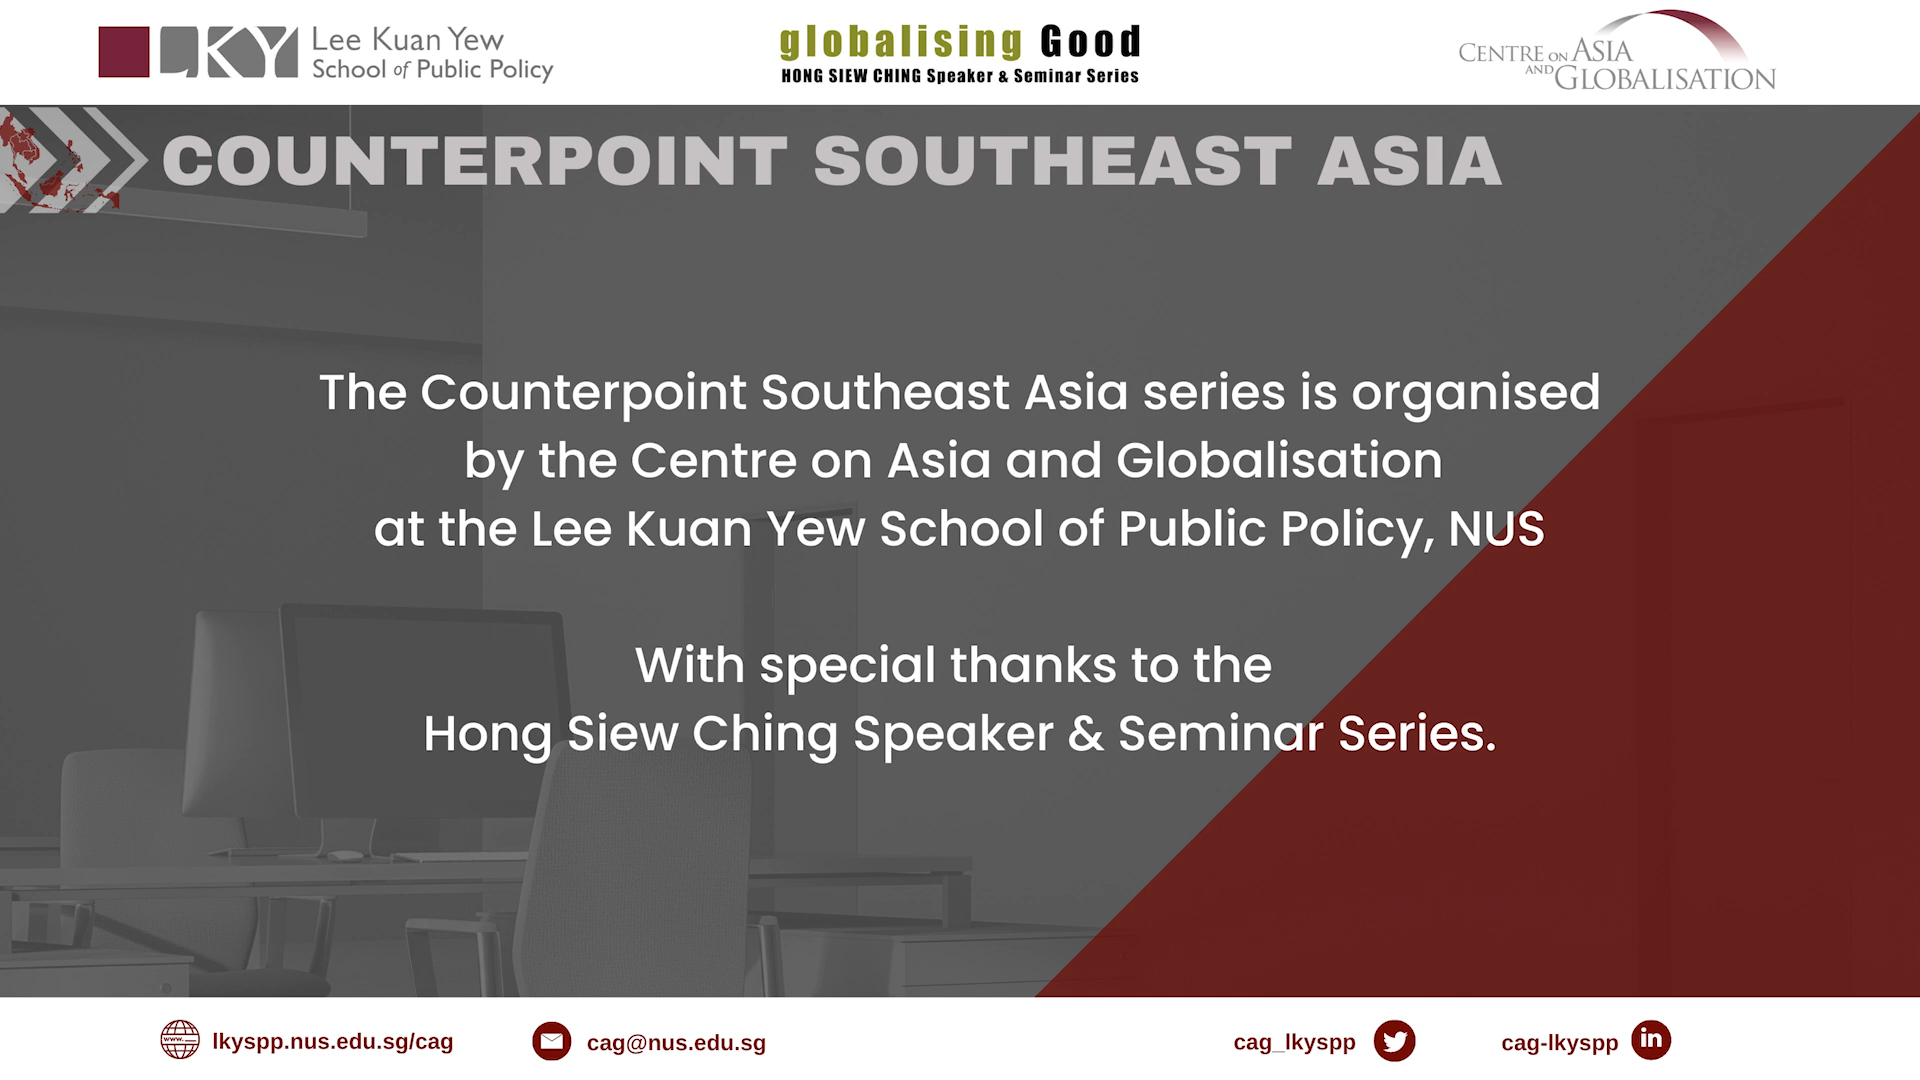 LKY Lee Kuan Yew
School of Public Policy
globalising Good
HONG SIEW CHING Speaker & Seminar Series
CENTRE ON ASIA
AND GLOBALISATION
COUNTERPOINT SOUTHEAST ASIA
The Counterpoint Southeast Asia series is organised
by the Centre on Asia and Globalisation
at the Lee Kuan Yew School of Public Policy, NUS
With special thanks to the
Hong Siew Ching Speaker & Seminar Series.
www. lkyspp.nus.edu.sg/cag
cag@nus.edu.sg
cag_lkyspp
cag-lkyspp in